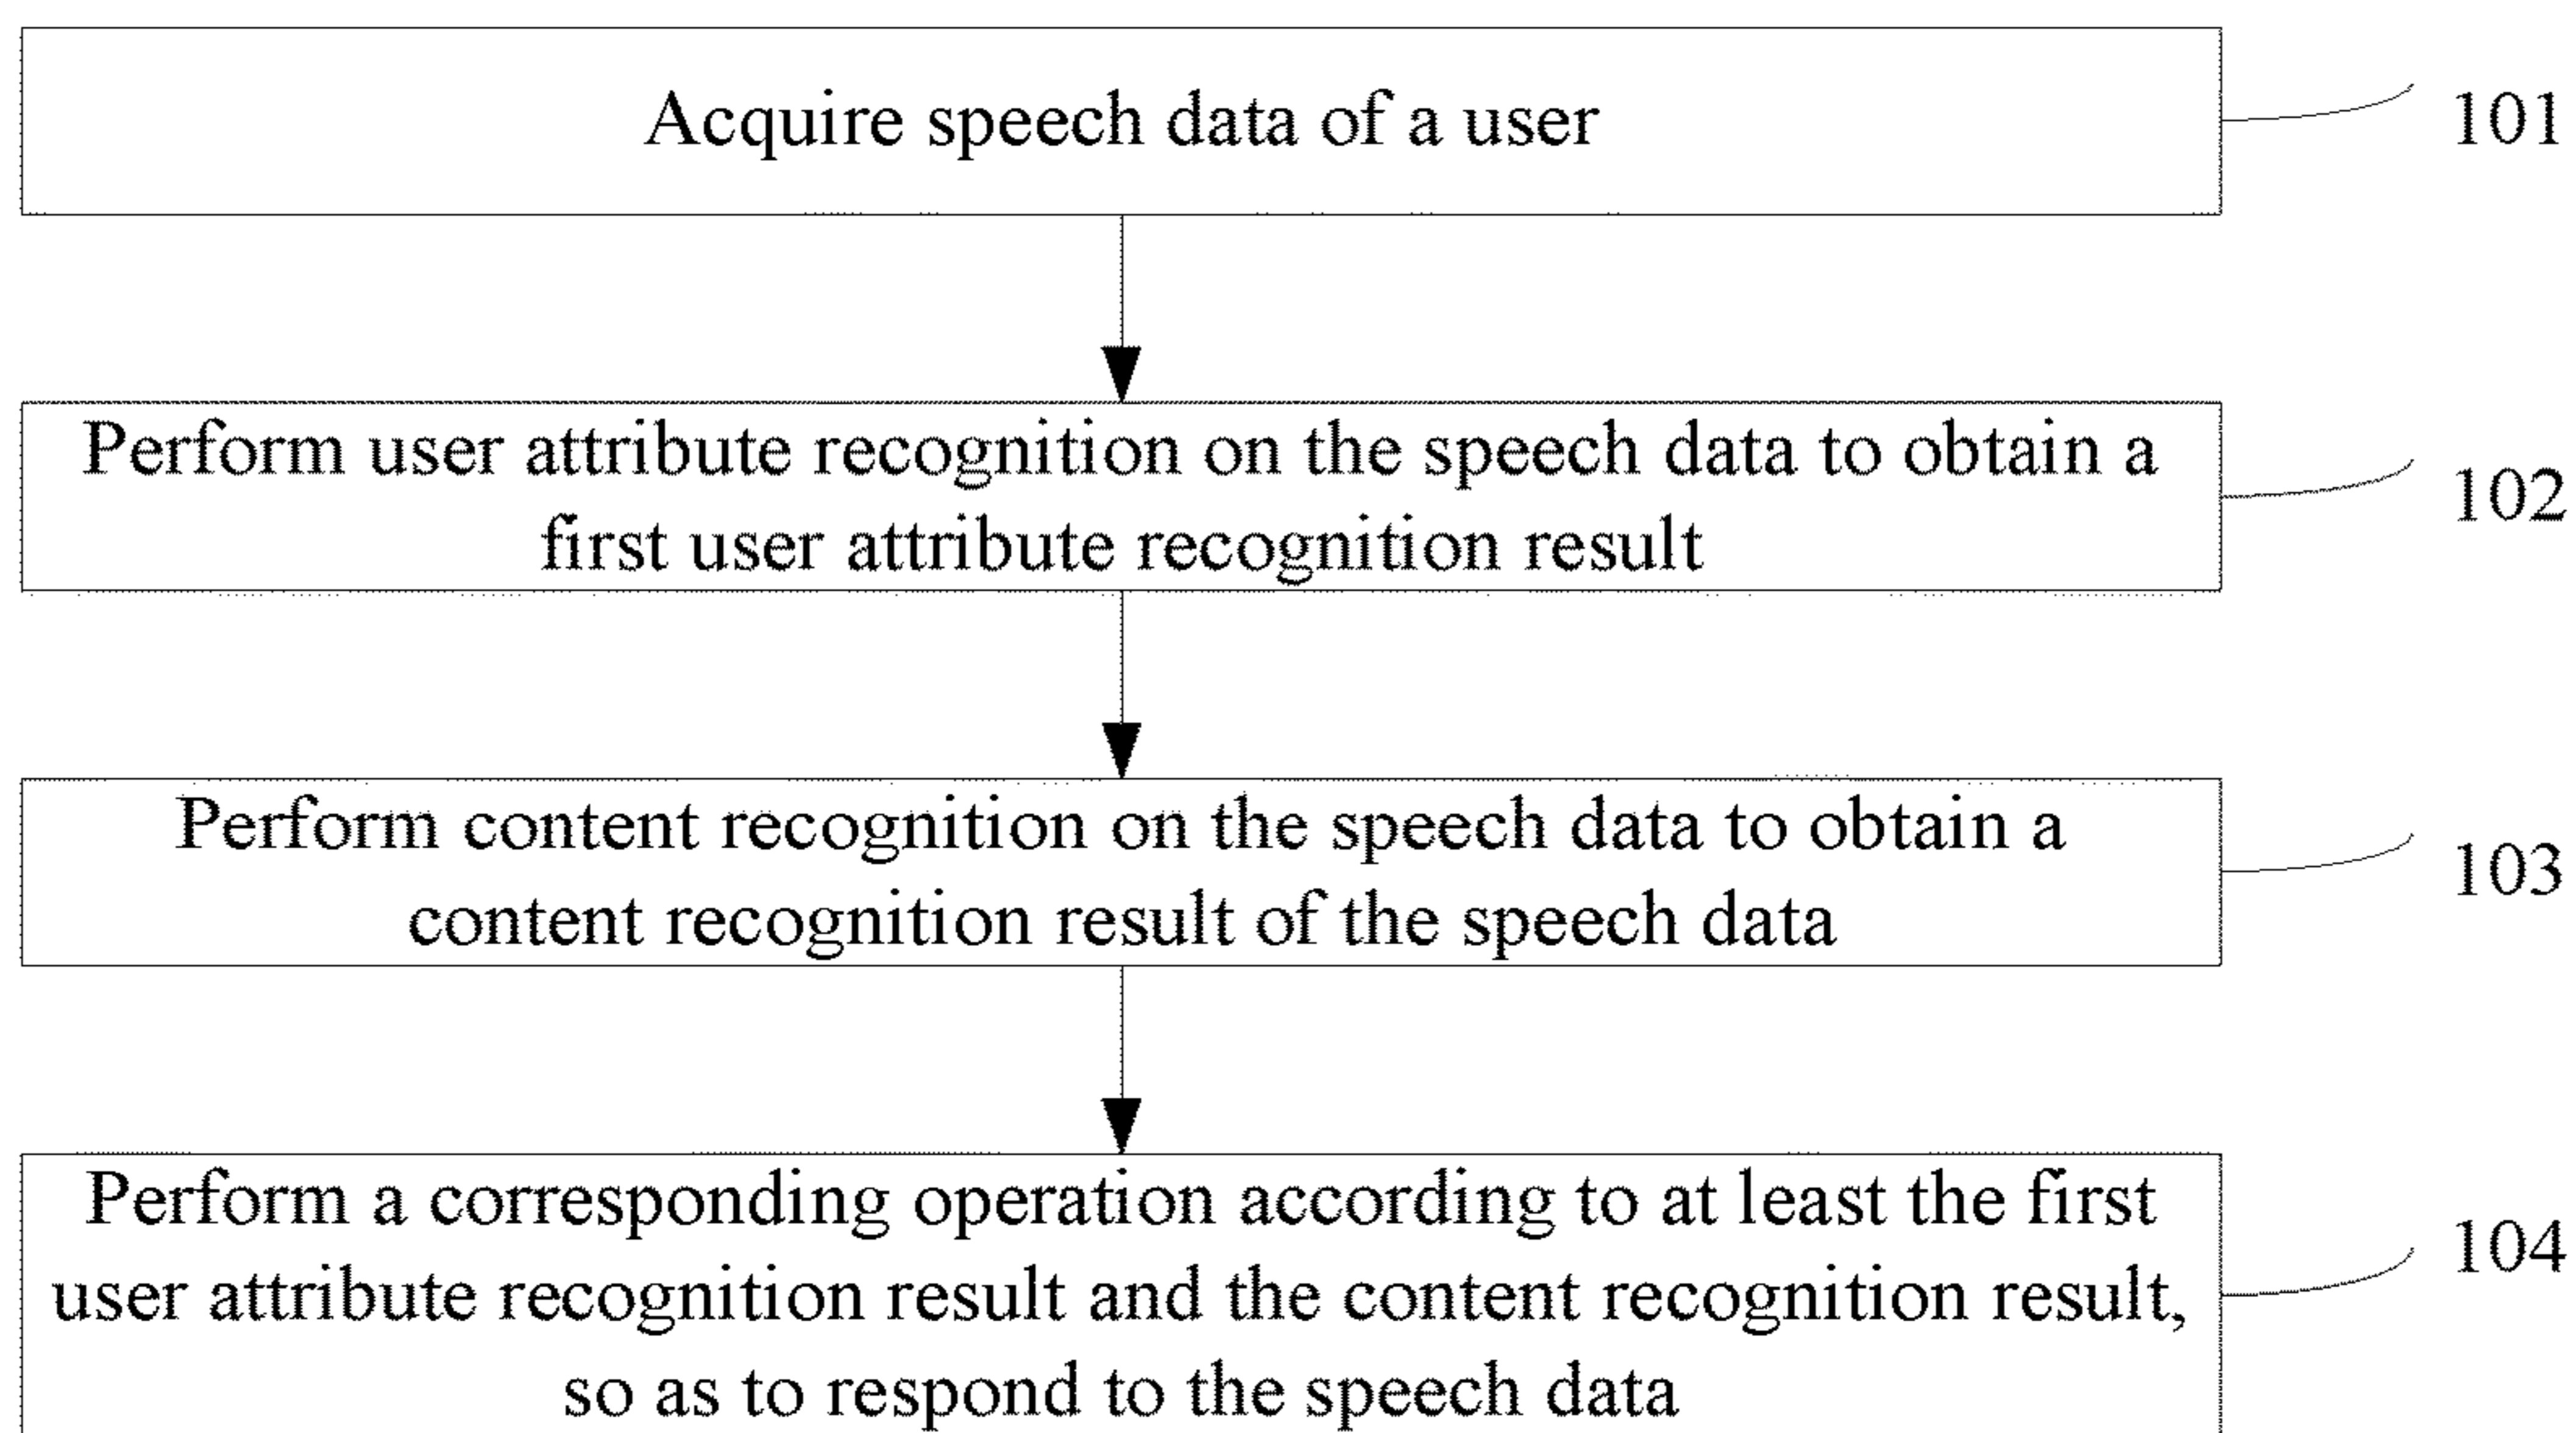 Acquire speech data of a user
101
Perform user attribute recognition on the speech data to obtain a
first user attribute recognition result
102
Perform content recognition on the speech data to obtain a
content recognition result of the speech data
103
Perform a corresponding operation according to at least the first
user attribute recognition result and the content recognition result,
so as to respond to the speech data
104